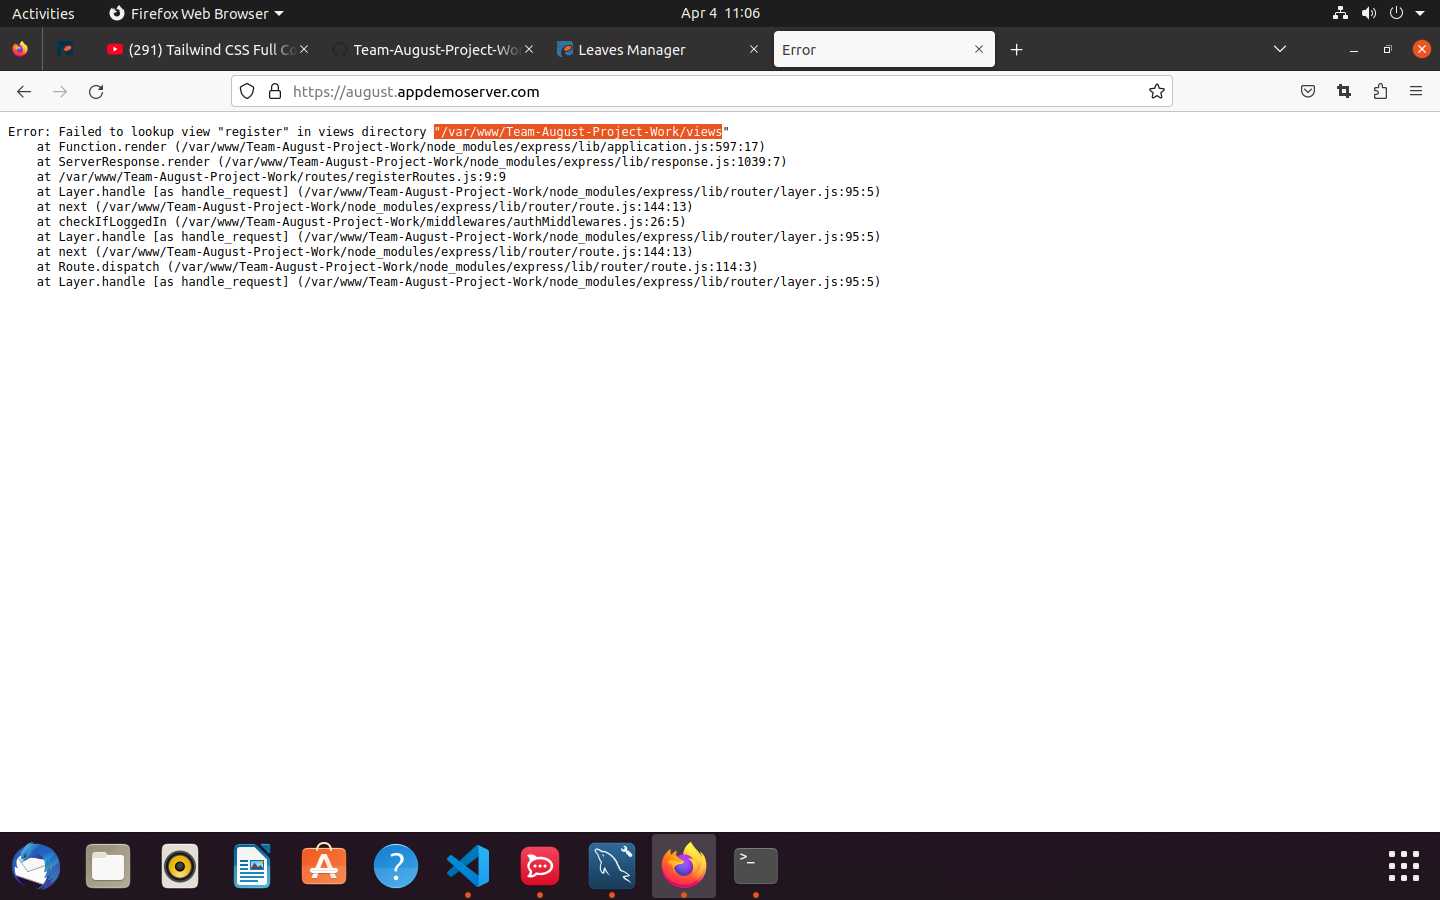 Activities
Firefox Web Browser
Apr 4 11:06
(291) Tailwind CSS Full Co
Team-August-Project-Wo
Leaves Manager
Error
https://august.appdemoserver.com
Error: Failed to lookup view "register" in views directory "/var/www/Team-August-Project-Work/views"
at Function.render (/var/www/Team-August-Project-Work/node_modules/express/lib/application.js:597:17)
at ServerResponse.render (/var/www/Team-August-Project-Work/node_modules/express/lib/response.js:1039:7)
at /var/www/Team-August-Project-Work/routes/registerRoutes.js:9:9
at Layer.handle [as handle_request] (/var/www/Team-August-Project-Work/node_modules/express/lib/router/layer.js:95:5)
at next (/var/www/Team-August-Project-Work/node_modules/express/lib/router/route.js:144:13)
at checkIfLoggedIn (/var/www/Team-August-Project-Work/middlewares/authMiddlewares.js:26:5)
at Layer.handle [as handle_request] (/var/www/Team-August-Project-Work/node_modules/express/lib/router/layer.js:95:5)
at next (/var/www/Team-August-Project-Work/node_modules/express/lib/router/route.js:144:13)
at Route.dispatch (/var/www/Team-August-Project-Work/node_modules/express/lib/router/route.js:114:3)
at Layer.handle [as handle_request] (/var/www/Team-August-Project-Work/node_modules/express/lib/router/layer.js:95:5)